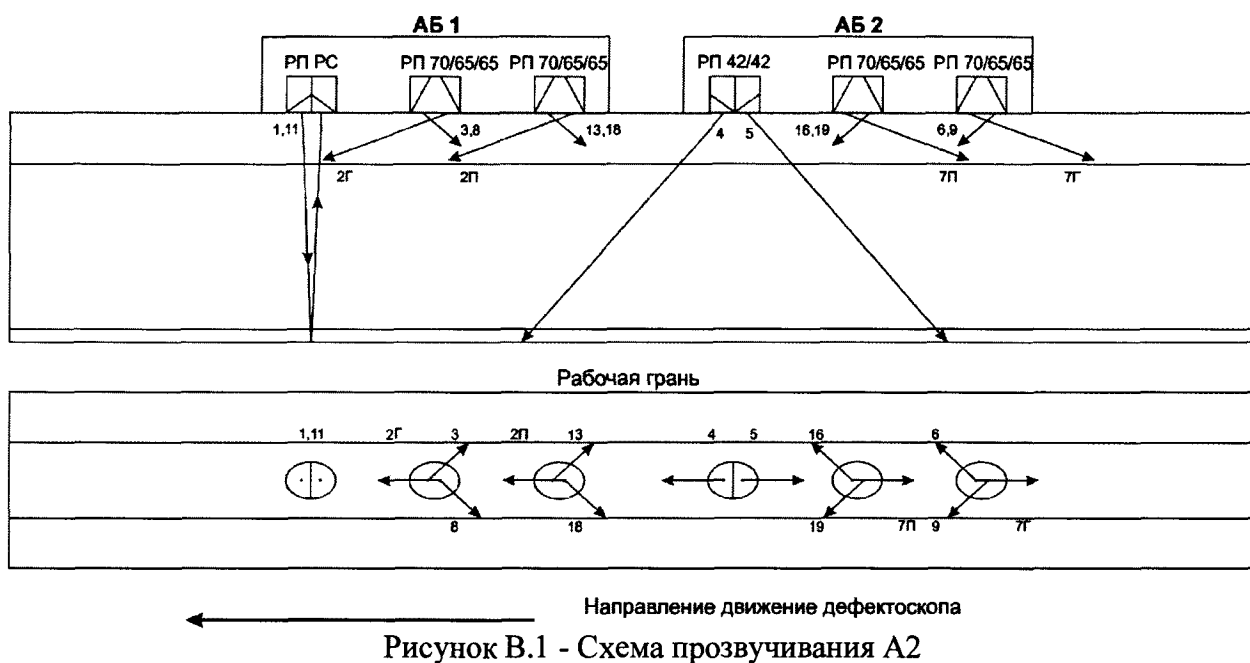 АБ 1 АБ 2
РП РС РП 70/65/65 РП 70/65/65 РП 42/42 РП 70/65/65 РП 70/65/65
1,11 3,8 13,18 4 5 16,19 6,9
2Г 2П 7П 7Г
Рабочая грань
1,11 2Г 3 2П 13 4 5 16 6
8 18 19 7П 9 7Г
Направление движение дефектоскопа
Рисунок В.1 - Схема прозвучивания А2